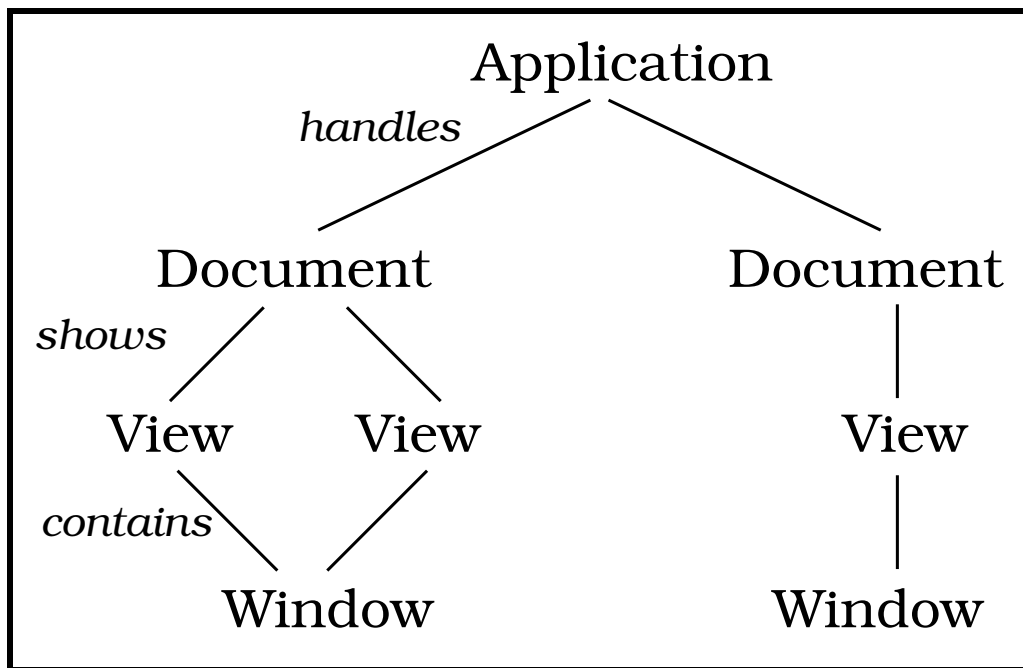 Application
handles
Document Document
shows
View View View
contains
Window Window